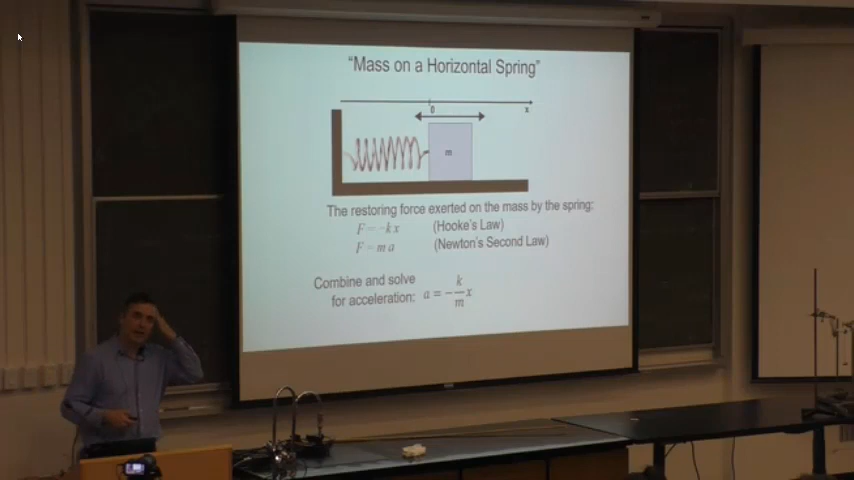 "Mass on a Horizontal Spring"
0
x
m
The restoring force exerted on the mass by the spring:
F = -k x (Hooke's Law)
F = m a (Newton's Second Law)
Combine and solve
for acceleration: a = -k/m x